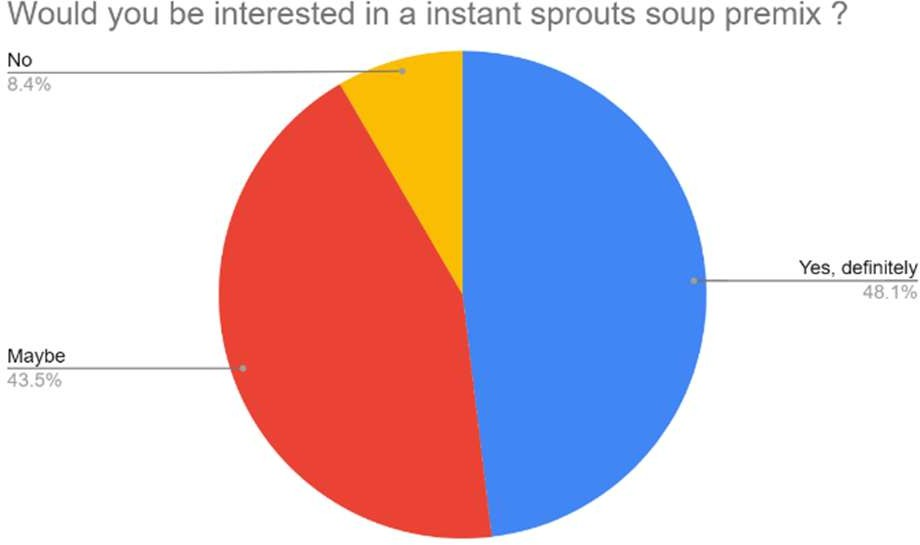 Would you be interested in a instant sprouts soup premix ?
No
8.4%
Yes, definitely
48.1%
Maybe
43.5%